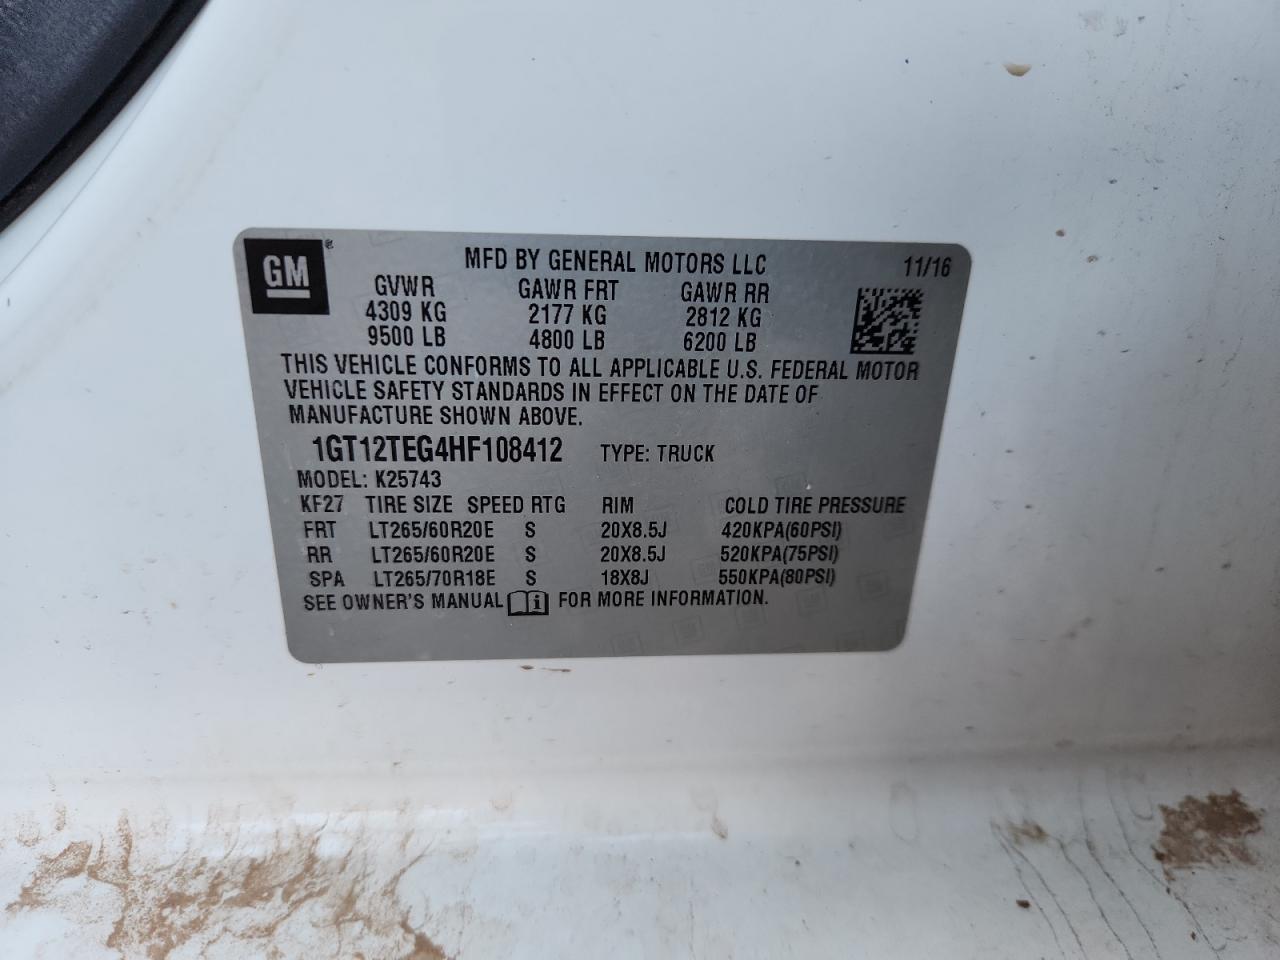 GM ®
MFD BY GENERAL MOTORS LLC 11/16
GVWR GAWR FRT GAWR RR
4309 KG 2177 KG 2812 KG
9500 LB 4800 LB 6200 LB
THIS VEHICLE CONFORMS TO ALL APPLICABLE U.S. FEDERAL MOTOR
VEHICLE SAFETY STANDARDS IN EFFECT ON THE DATE OF
MANUFACTURE SHOWN ABOVE.
1GT12TEG4HF108412 TYPE: TRUCK
MODEL: K25743
KF27 TIRE SIZE SPEED RTG RIM COLD TIRE PRESSURE
FRT LT265/60R20E S 20X8.5J 420KPA(60PSI)
RR LT265/60R20E S 20X8.5J 520KPA(75PSI)
SPA LT265/70R18E S 18X8J 550KPA(80PSI)
SEE OWNER'S MANUAL i FOR MORE INFORMATION.